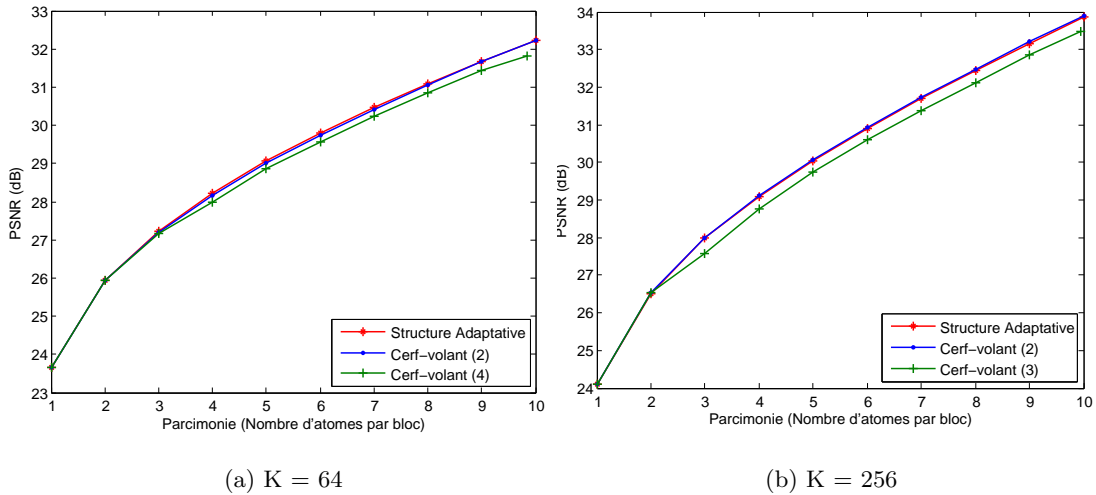 33
32
31
30
29
28
27
26
25
24
23
PSNR (dB)
1 2 3 4 5 6 7 8 9 10
Parcimonie (Nombre d'atomes par bloc)
Structure Adaptative
Cerf-volant (2)
Cerf-volant (4)
(a) K = 64
34
33
32
31
30
29
28
27
26
25
24
PSNR (dB)
1 2 3 4 5 6 7 8 9 10
Parcimonie (Nombre d'atomes par bloc)
Structure Adaptative
Cerf-volant (2)
Cerf-volant (3)
(b) K = 256